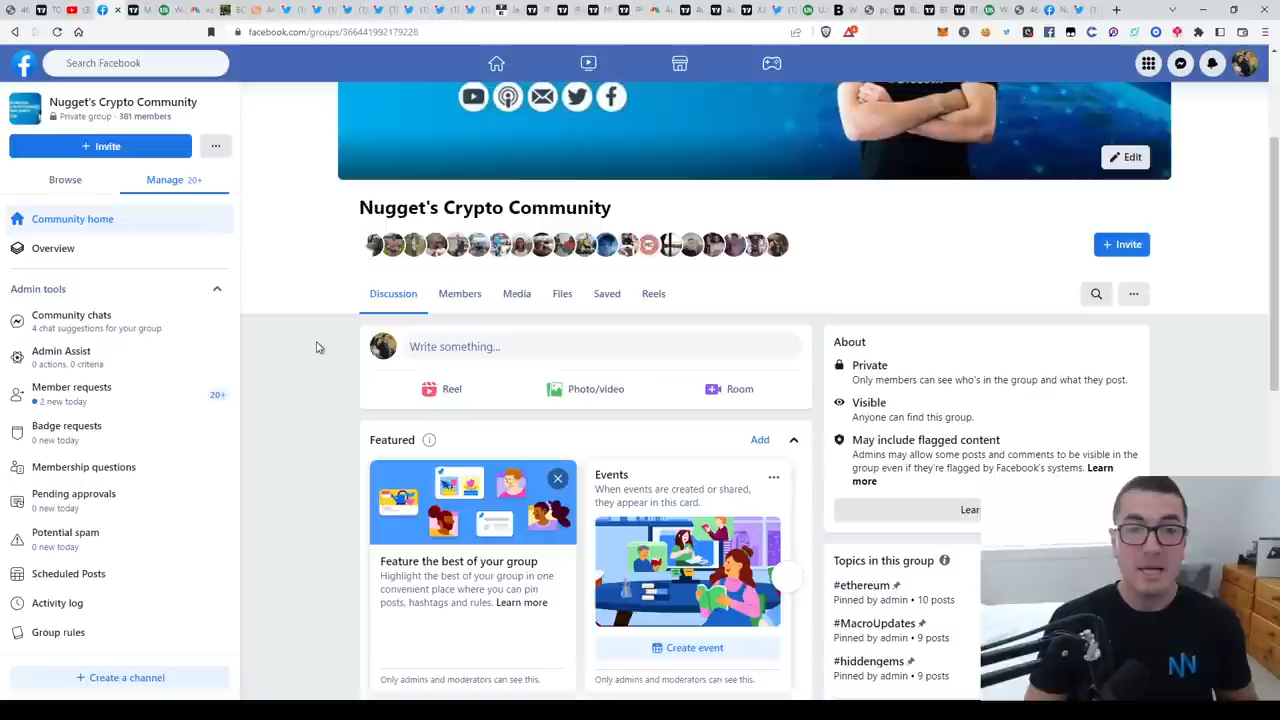 facebook.com/groups/366441992179228
Search Facebook
Nugget's Crypto Community
Private group · 381 members
+ Invite
Browse
Manage 20+
Community home
Overview
Admin tools
Community chats
4 chat suggestions for your group
Admin Assist
0 actions, 0 criteria
Member requests
2 new today
20+
Badge requests
0 new today
Membership questions
Pending approvals
0 new today
Potential spam
0 new today
Scheduled Posts
Activity log
Group rules
+ Create a channel
Edit
Nugget's Crypto Community
+ Invite
Discussion Members Media Files Saved Reels
Write something...
Reel Photo/video Room
Featured
Add
Feature the best of your group
Highlight the best of your group in one
convenient place where you can pin
posts, hashtags and rules. Learn more
Only admins and moderators can see this.
Events
When events are created or shared,
they appear in this card.
Create event
Only admins and moderators can see this.
About
Private
Only members can see who's in the group and what they post.
Visible
Anyone can find this group.
May include flagged content
Admins may allow some posts and comments to be visible in the
group even if they're flagged by Facebook's systems. Learn
more
Lear
Topics in this group
#ethereum
Pinned by admin • 10 posts
#MacroUpdates
Pinned by admin • 9 posts
#hiddengems
Pinned by admin • 9 posts